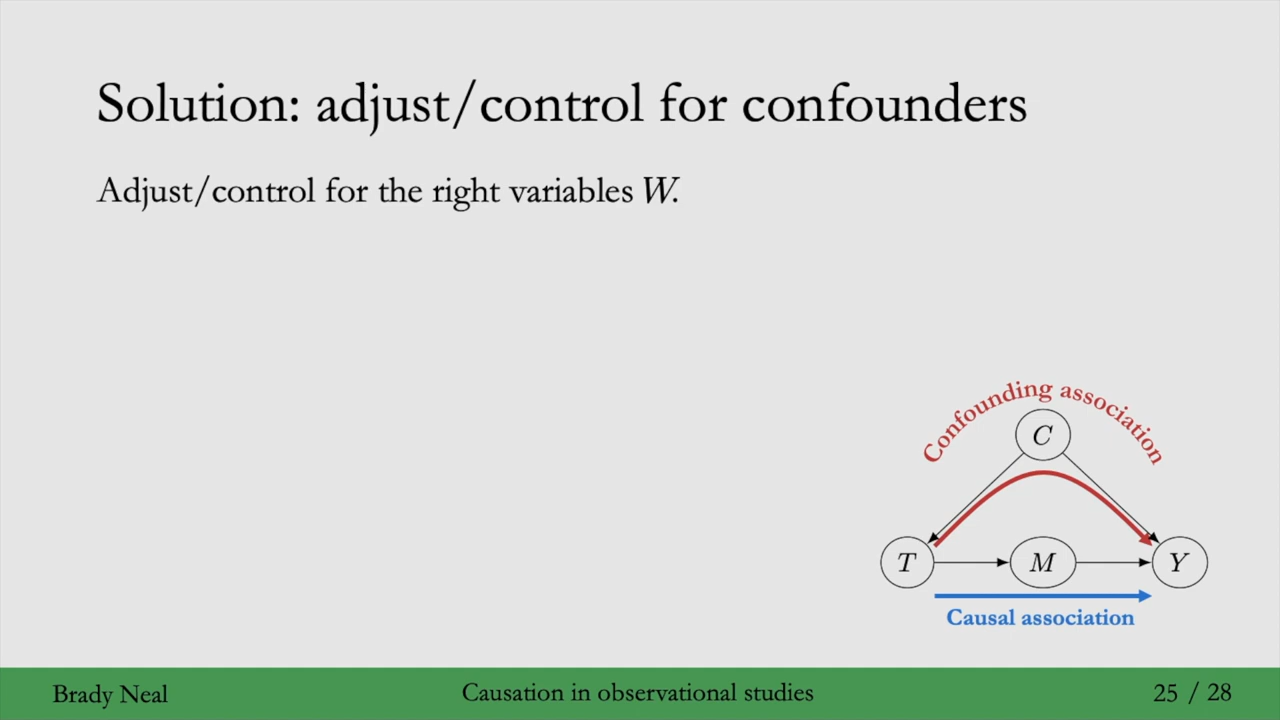 Solution: adjust/control for confounders
Adjust/control for the right variables W.
Confounding association
C
T
M
Y
Causal association
Brady Neal
Causation in observational studies
25 / 28